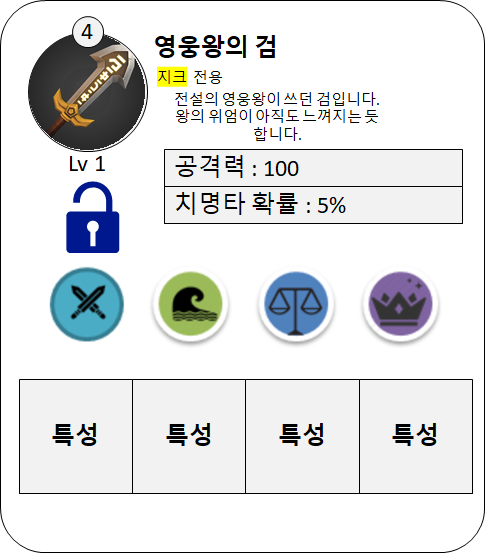 4
영웅왕의 검
지크 전용
전설의 영웅왕이 쓰던 검입니다.
왕의 위엄이 아직도 느껴지는 듯
합니다.
Lv 1
공격력 : 100
치명타 확률 : 5%
특성 특성 특성 특성